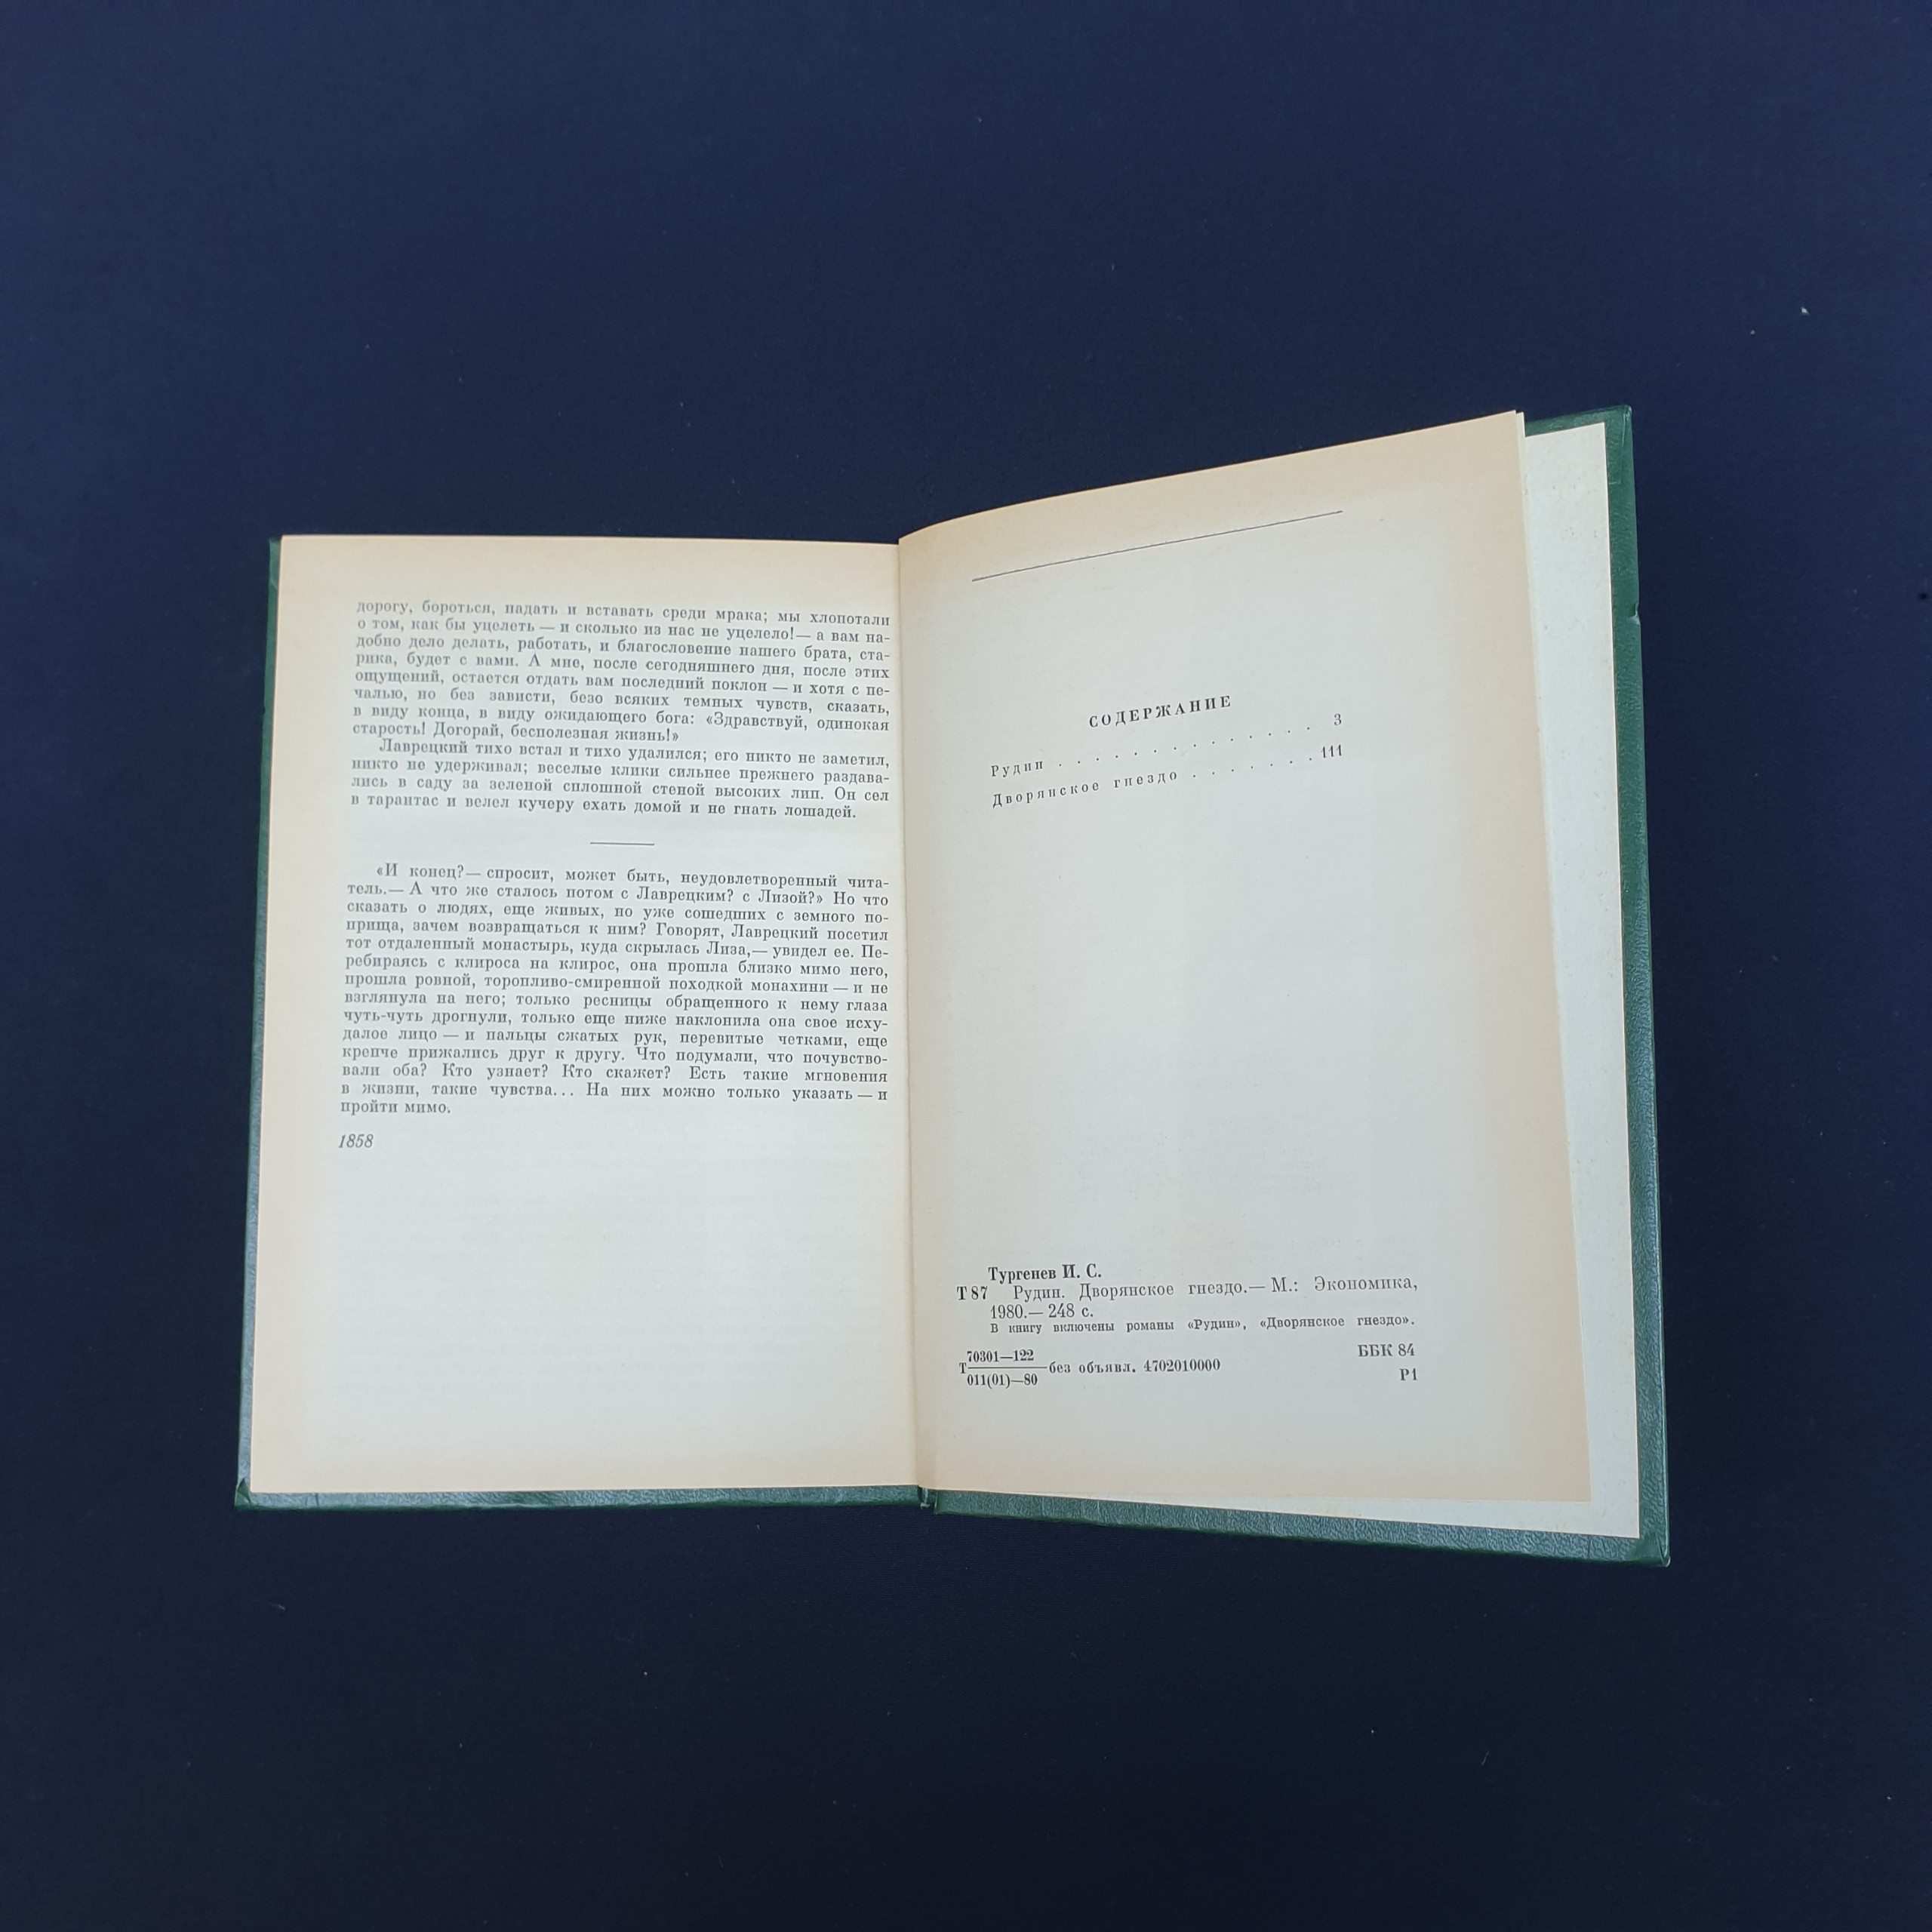 дорогу, бороться, падать и вставать среди мрака; мы хлопотали
о том, как бы уцелеть — и сколько из нас не уцелело!— а вам на-
добно дело делать, работать, и благословение нашего брата, ста-
рика, будет с вами. А мне, после сегодняшнего дня, после этих
ощущений, остается отдать вам последний поклон — и хотя с пе-
чалью, но без зависти, безо всяких темных чувств, сказать,
в виду конца, в виду ожидающего бога: «Здравствуй, одинокая
старость! Догорай, бесполезная жизнь!»
Лаврецкий тихо встал и тихо удалился; его никто не заметил,
никто не удерживал; веселые клики сильнее прежнего раздава-
лись в саду за зеленой сплошной стеной высоких лип. Он сел
в тарантас и велел кучеру ехать домой и не гнать лошадей.
«И конец?— спросит, может быть, неудовлетворенный чита-
тель.— А что же сталось потом с Лаврецким? с Лизой?» Но что
сказать о людях, еще живых, но уже сошедших с земного по-
прища, зачем возвращаться к ним? Говорят, Лаврецкий посетил
тот отдаленный монастырь, куда скрылась Лиза,— увидел ее. Пе-
ребираясь с клироса на клирос, она прошла близко мимо него,
прошла ровной, торопливо-смиренной походкой монахини — и не
взглянула на него; только ресницы обращенного к нему глаза
чуть-чуть дрогнули, только еще ниже наклонила она свое исху-
далое лицо — и пальцы сжатых рук, перевитые четками, еще
крепче прижались друг к другу. Что подумали, что почувство-
вали оба? Кто узнает? Кто скажет? Есть такие мгновения
в жизни, такие чувства... На них можно только указать — и
пройти мимо.
1858
СОДЕРЖАНИЕ
Рудин . . . . . . . . . . . . . . 3
Дворянское гнездо . . . . . . . 111
Тургенев И. С.
Т 87 Рудин. Дворянское гнездо.— М.: Экономика,
1980.— 248 с.
В книгу включены романы «Рудин», «Дворянское гнездо».
70301—122
Т —— без объявл. 4702010000
011(01)—80
ББК 84
Р1